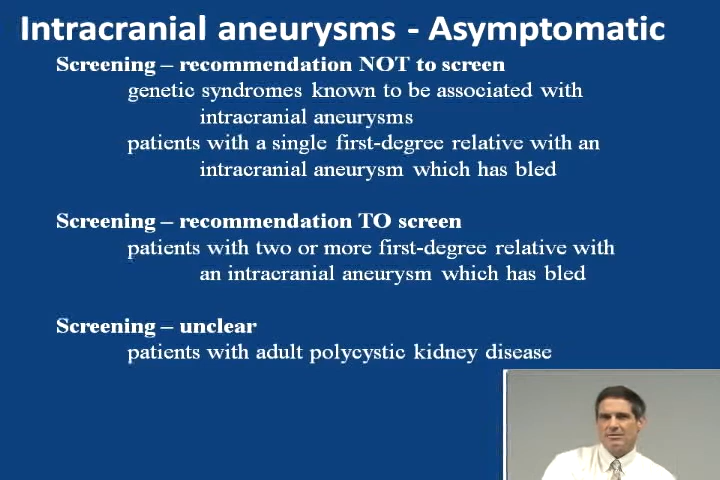 Intracranial aneurysms - Asymptomatic
Screening – recommendation NOT to screen
genetic syndromes known to be associated with
intracranial aneurysms
patients with a single first-degree relative with an
intracranial aneurysm which has bled
Screening – recommendation TO screen
patients with two or more first-degree relative with
an intracranial aneurysm which has bled
Screening – unclear
patients with adult polycystic kidney disease